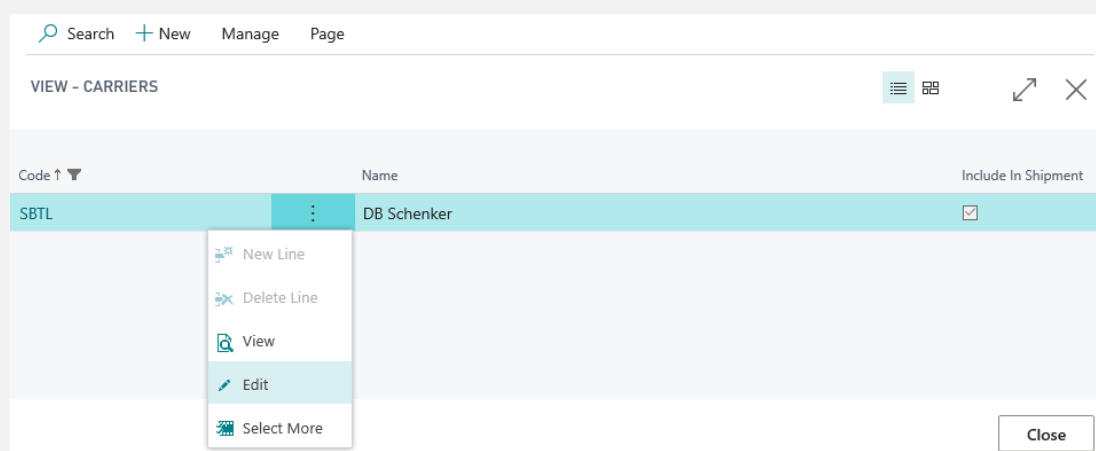 Search New Manage Page
VIEW - CARRIERS
Code ↑ Name Include In Shipment
SBTL DB Schenker
New Line
Delete Line
View
Edit
Select More
Close